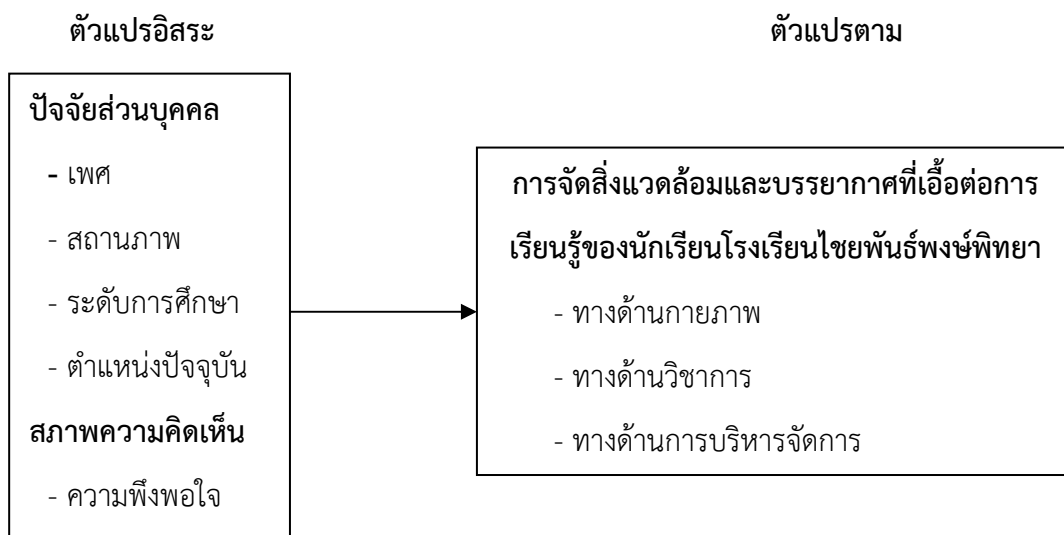 ตัวแปรอิสระ
ตัวแปรตาม
ปัจจัยส่วนบุคคล
- เพศ
- สถานภาพ
- ระดับการศึกษา
- ตำแหน่งปัจจุบัน
สภาพความคิดเห็น
- ความพึงพอใจ
การจัดสิ่งแวดล้อมและบรรยากาศที่เอื้อต่อการ
เรียนรู้ของนักเรียนโรงเรียนไชยพันธ์พงษ์พิทยา
- ทางด้านกายภาพ
- ทางด้านวิชาการ
- ทางด้านการบริหารจัดการ